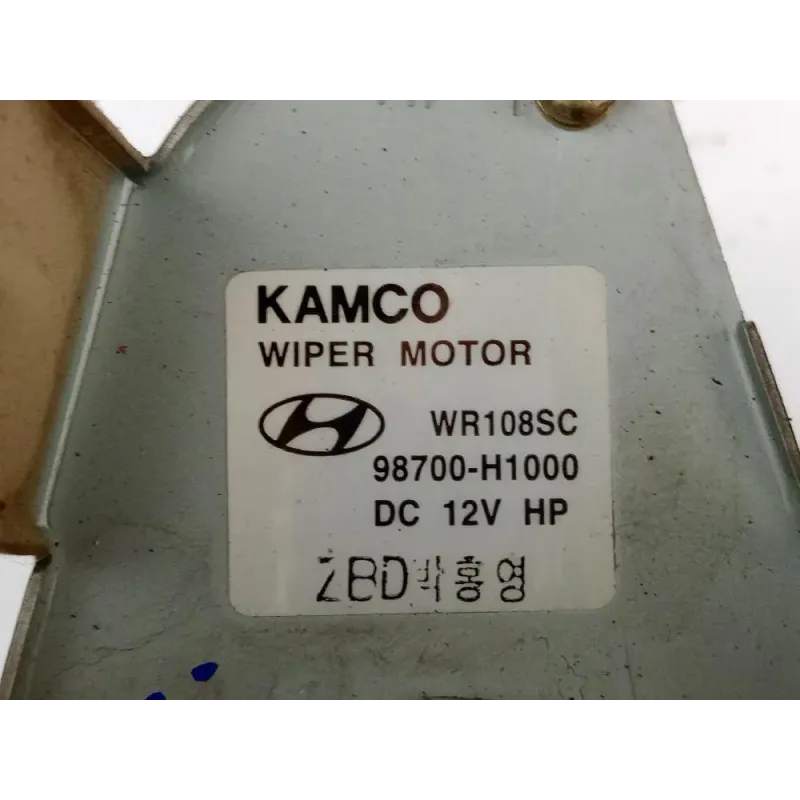 KAMCO
WIPER MOTOR
WR108SC
98700-H1000
DC 12V HP
ZBD박홍영